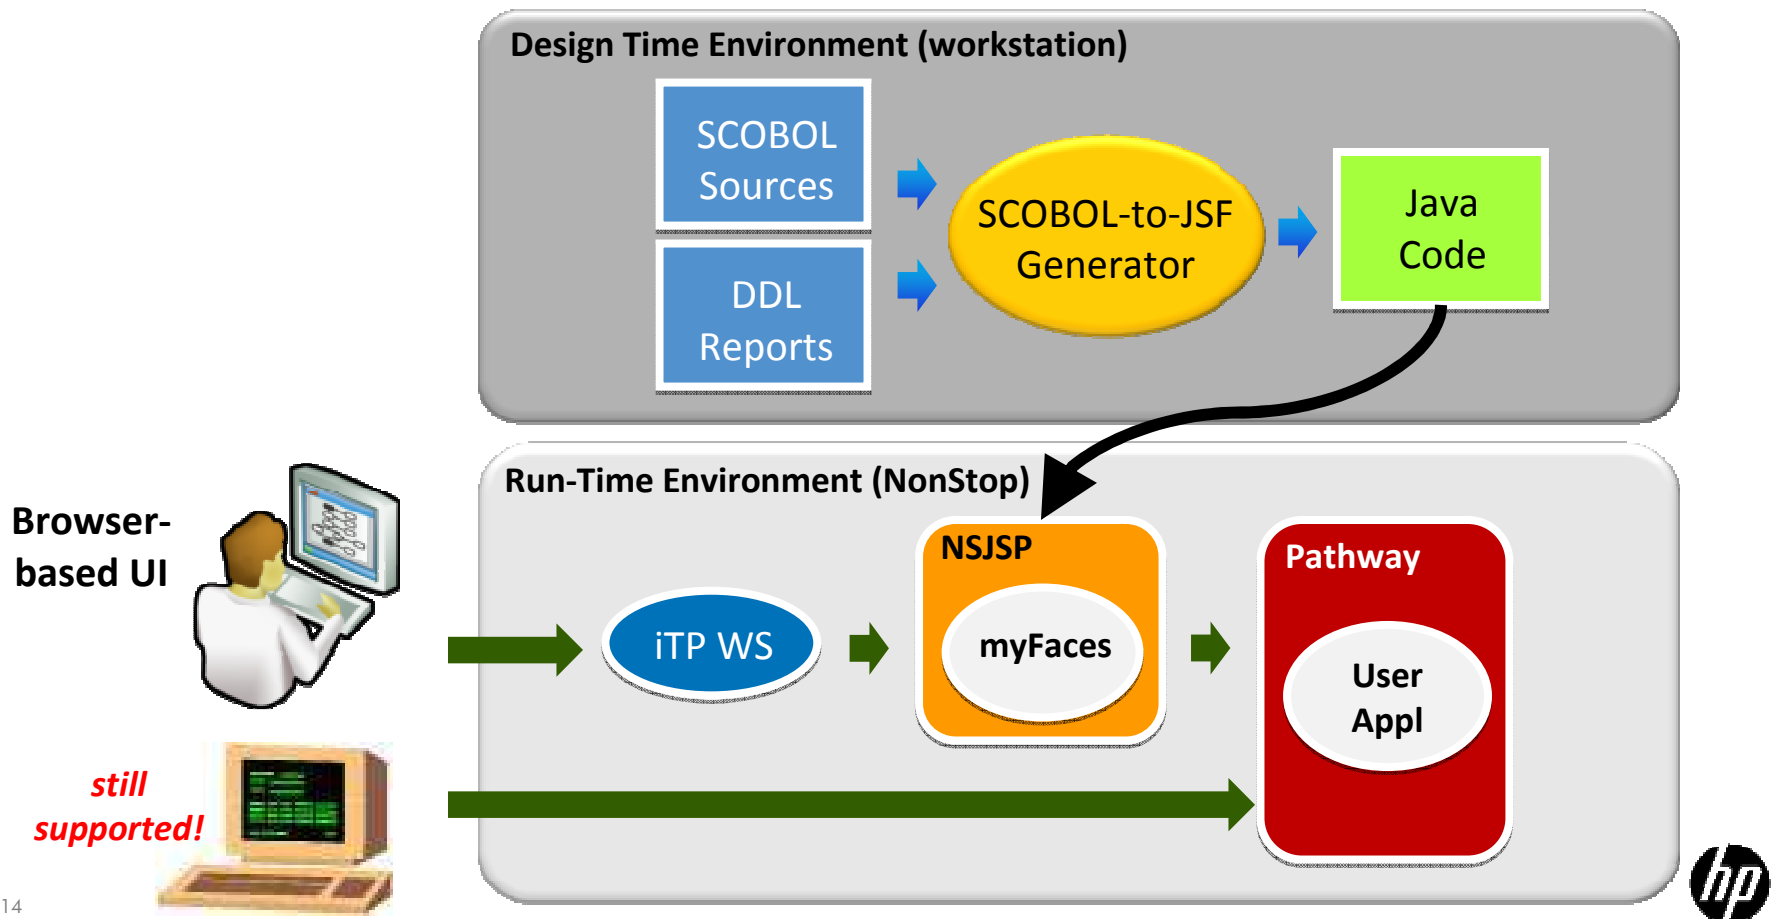 Design Time Environment (workstation)
SCOBOL
Sources
DDL
Reports
SCOBOL-to-JSF
Generator
Java
Code
Run-Time Environment (NonStop)
Browser-
based UI
iTP WS
NSJSP
myFaces
Pathway
User
Appl
still
supported!
14
hp